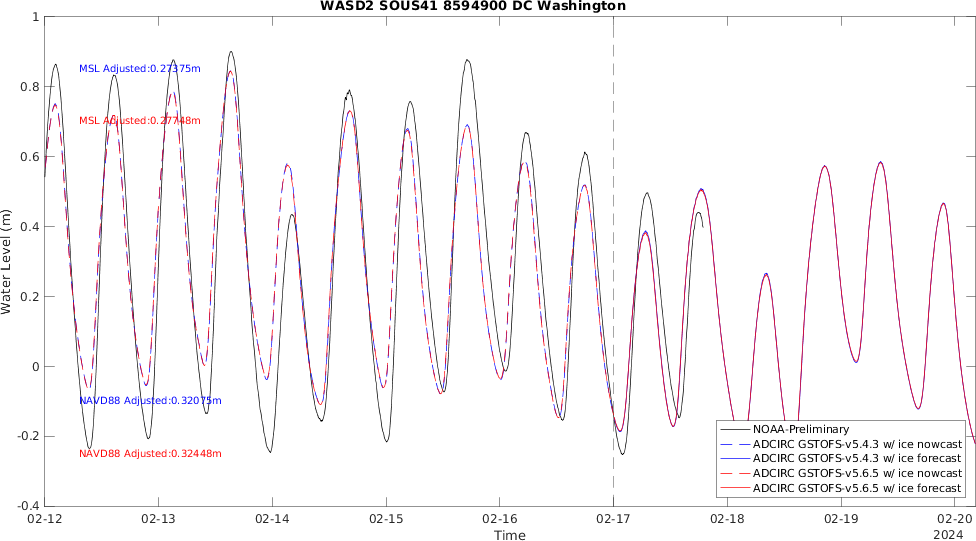 WASD2 SOUS41 8594900 DC Washington
1
0.8
0.6
0.4
0.2
0
-0.2
-0.4
Water Level (m)
MSL Adjusted:0.27375m
MSL Adjusted:0.27748m
NAVD88 Adjusted:0.32075m
NAVD88 Adjusted:0.32448m
NOAA-Preliminary
ADCIRC GSTOFS-v5.4.3 w/ ice nowcast
ADCIRC GSTOFS-v5.4.3 w/ ice forecast
ADCIRC GSTOFS-v5.6.5 w/ ice nowcast
ADCIRC GSTOFS-v5.6.5 w/ ice forecast
02-12 02-13 02-14 02-15 02-16 02-17 02-18 02-19 02-20
Time 2024